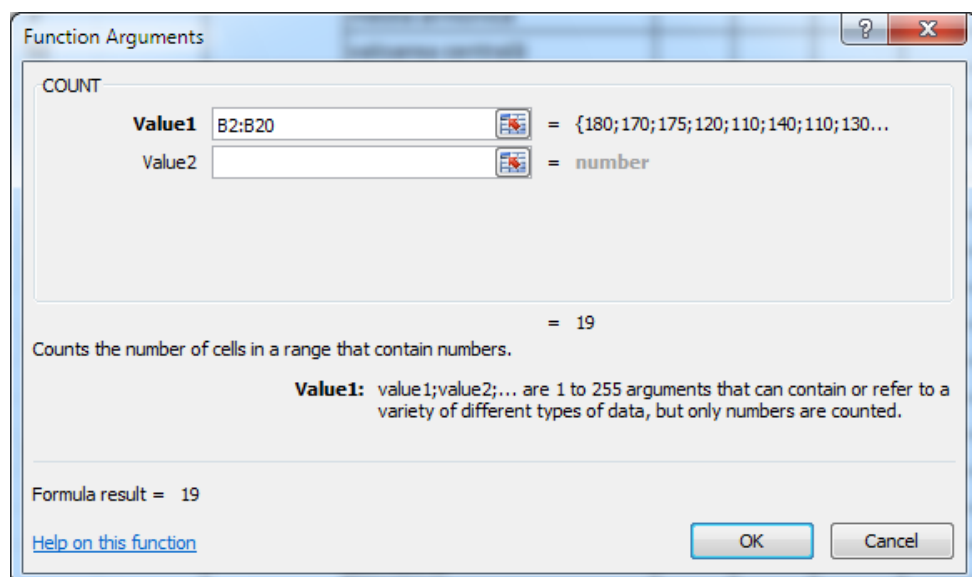 Function Arguments
COUNT
Value1 B2:B20 = {180;170;175;120;110;140;110;130...
Value2 = number
= 19
Counts the number of cells in a range that contain numbers.
Value1: value1;value2;... are 1 to 255 arguments that can contain or refer to a
variety of different types of data, but only numbers are counted.
Formula result = 19
Help on this function
OK Cancel